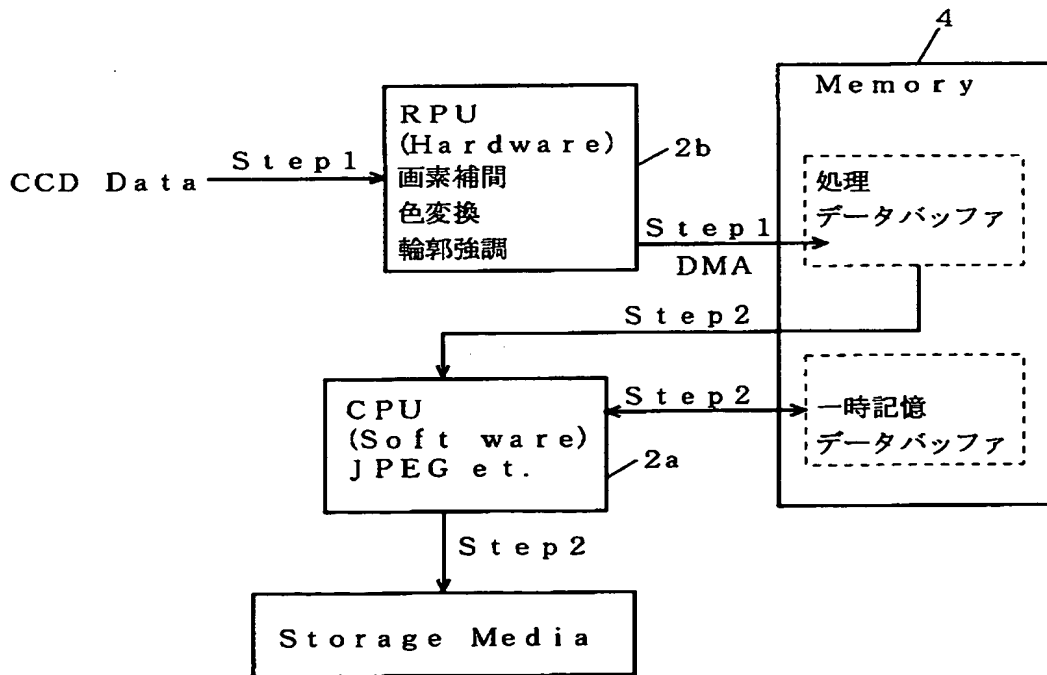 4
Memory
RPU
(Hardware)
画素補間
色変換
輪郭強調
2b
Step1
CCD Data
処理
データバッファ
Step1
DMA
Step2
CPU
(Soft ware)
JPEG et.
2a
Step2
一時記憶
データバッファ
Step2
Storage Media